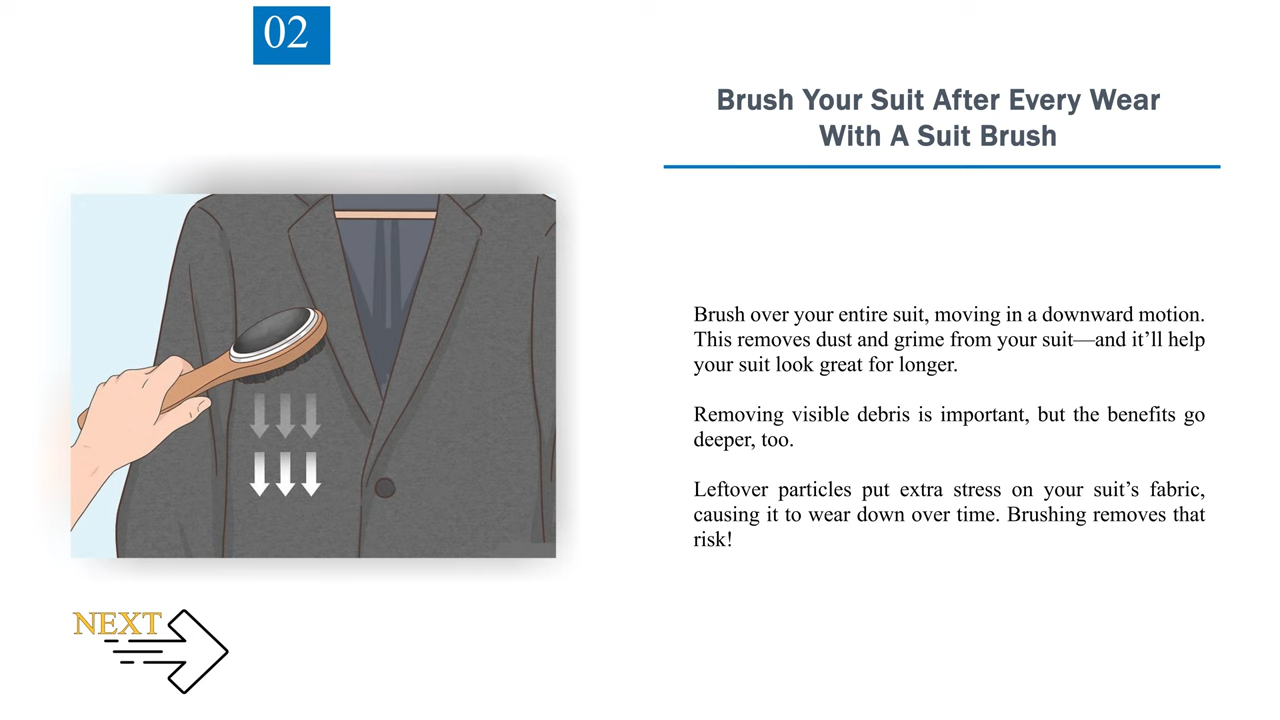 02
Brush Your Suit After Every Wear
With A Suit Brush
Brush over your entire suit, moving in a downward motion.
This removes dust and grime from your suit—and it’ll help
your suit look great for longer.
Removing visible debris is important, but the benefits go
deeper, too.
Leftover particles put extra stress on your suit’s fabric,
causing it to wear down over time. Brushing removes that
risk!
NEXT